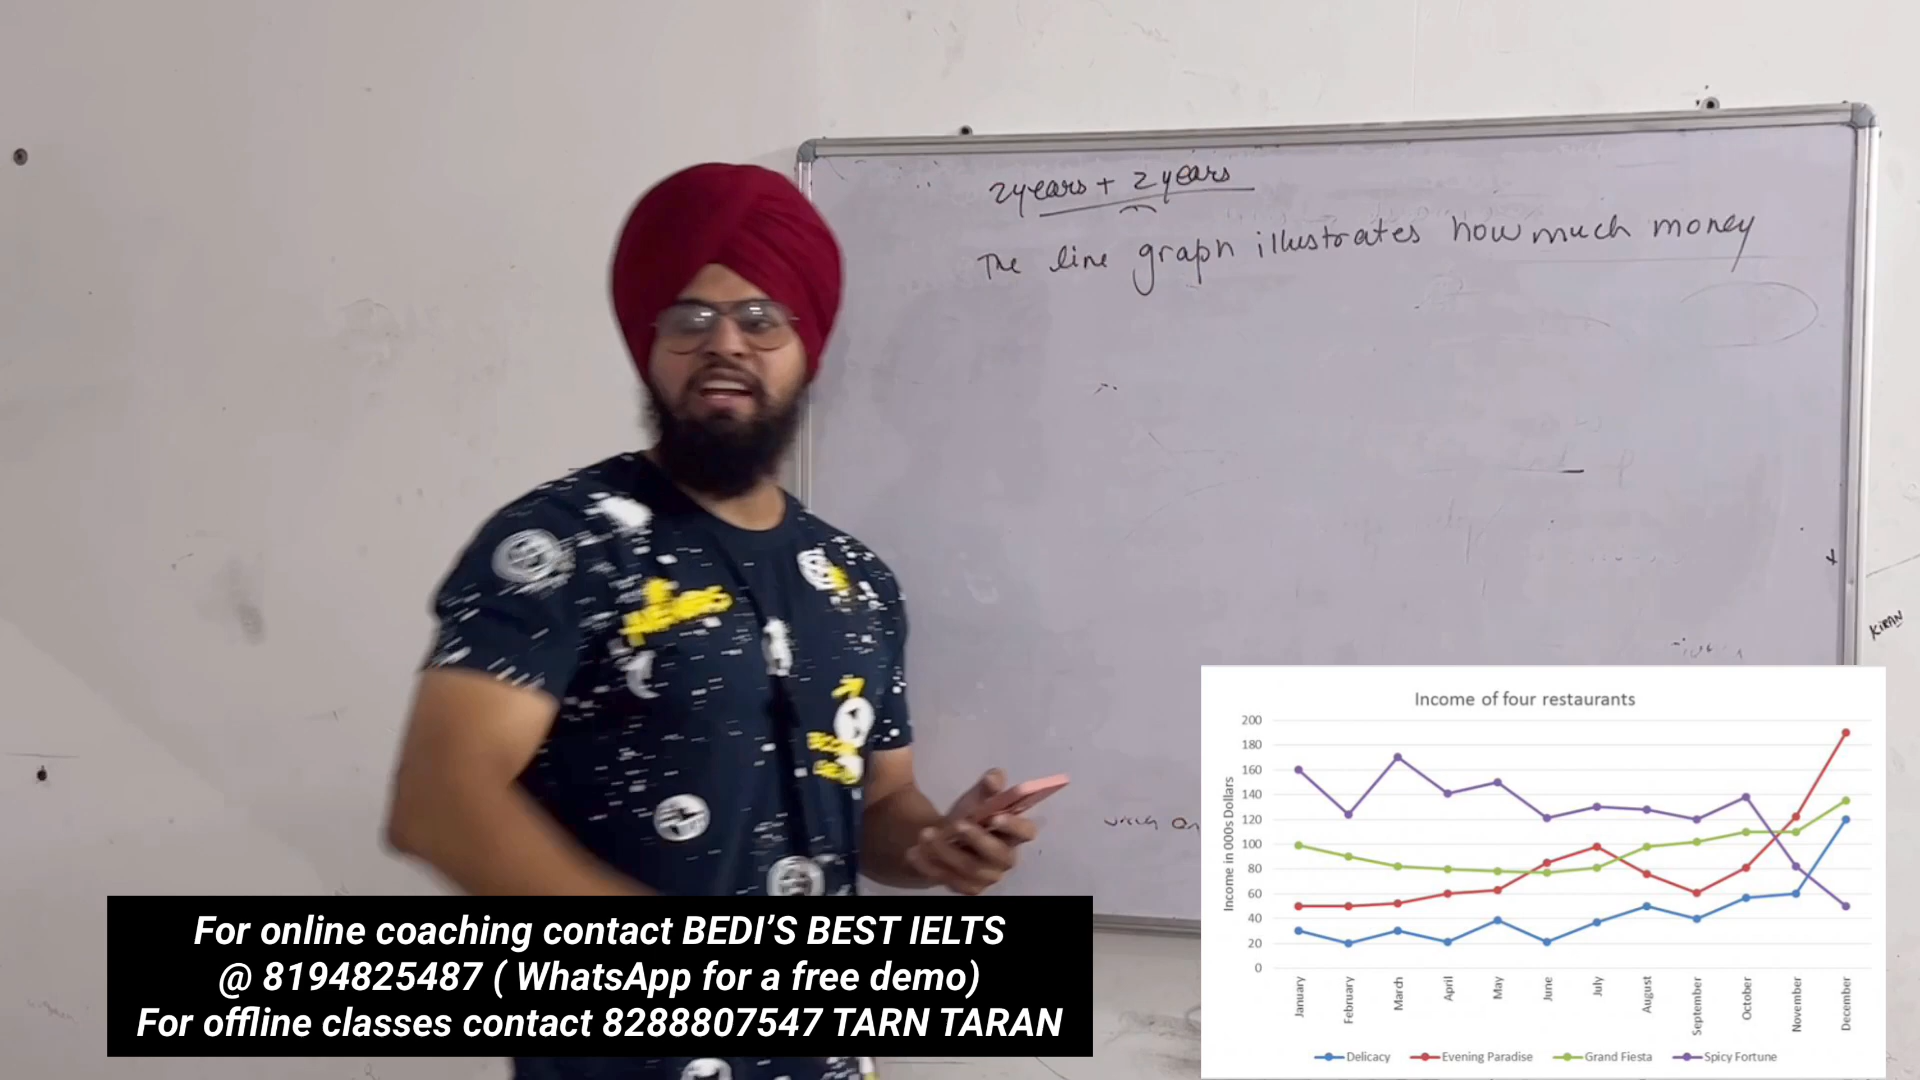 2years + 2years
The line graph illustrates how much money
KIRAN
For online coaching contact BEDI'S BEST IELTS
@ 8194825487 ( WhatsApp for a free demo)
For offline classes contact 8288807547 TARN TARAN
Income of four restaurants
Income in 000s Dollars
200
180
160
140
120
100
80
60
40
20
0
January
February
March
April
May
June
July
August
September
October
November
December
Delicacy Evening Paradise Grand Fiesta Spicy Fortune